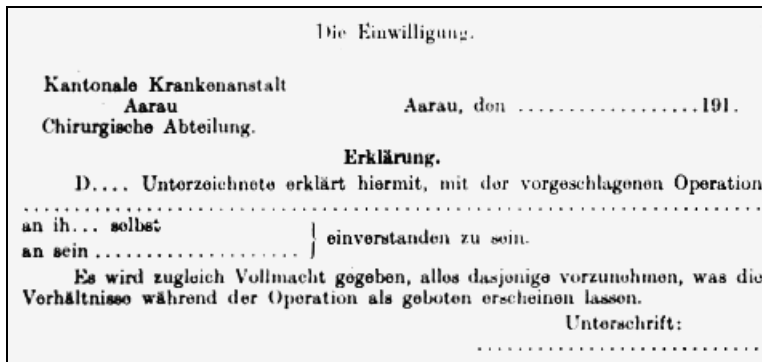 Die Einwilligung.
Kantonale Krankenanstalt
Aarau
Aarau, den ..................191.
Chirurgische Abteilung.
Erklärung.
D.... Unterzeichnete erklärt hiermit, mit der vorgeschlagenen Operation
................................................................
an ih... selbst
an sein .....................
} einverstanden zu sein.
Es wird zugleich Vollmacht gegeben, alles dasjenige vorzunehmen, was die
Verhältnisse während der Operation als geboten erscheinen lassen.
Unterschrift:
..........................